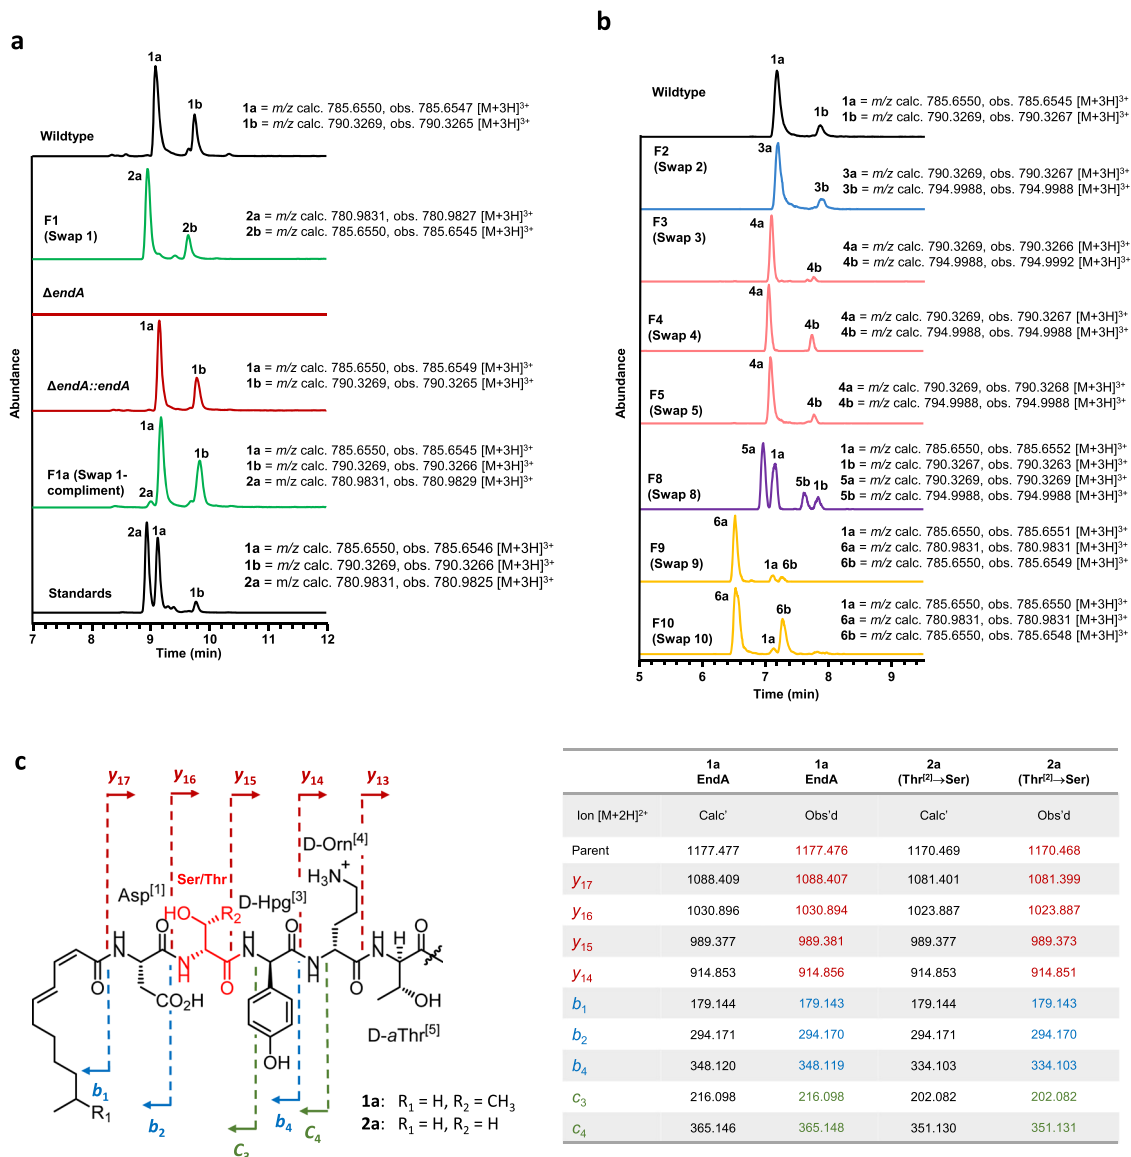 a
1a
1b
Wildtype
1a = m/z calc. 785.6550, obs. 785.6547 [M+3H]3+
1b = m/z calc. 790.3269, obs. 790.3265 [M+3H]3+
2a
2b
F1
(Swap 1)
2a = m/z calc. 780.9831, obs. 780.9827 [M+3H]3+
2b = m/z calc. 785.6550, obs. 785.6545 [M+3H]3+
ΔendA
1a
1b
ΔendA::endA
1a = m/z calc. 785.6550, obs. 785.6549 [M+3H]3+
1b = m/z calc. 790.3269, obs. 790.3265 [M+3H]3+
1a
1b
2a
F1a (Swap 1-
compliment)
1a = m/z calc. 785.6550, obs. 785.6545 [M+3H]3+
1b = m/z calc. 790.3269, obs. 790.3266 [M+3H]3+
2a = m/z calc. 780.9831, obs. 780.9829 [M+3H]3+
2a
1a
1b
Standards
1a = m/z calc. 785.6550, obs. 785.6546 [M+3H]3+
1b = m/z calc. 790.3269, obs. 790.3266 [M+3H]3+
2a = m/z calc. 780.9831, obs. 780.9825 [M+3H]3+
Abundance
7 8 9 10 11 12
Time (min)
b
1a
1b
Wildtype
1a = m/z calc. 785.6550, obs. 785.6545 [M+3H]3+
1b = m/z calc. 790.3269, obs. 790.3267 [M+3H]3+
F2
(Swap 2)
3a
3b
3a = m/z calc. 790.3269, obs. 790.3267 [M+3H]3+
3b = m/z calc. 794.9988, obs. 794.9988 [M+3H]3+
F3
(Swap 3)
4a
4b
4a = m/z calc. 790.3269, obs. 790.3266 [M+3H]3+
4b = m/z calc. 794.9988, obs. 794.9992 [M+3H]3+
F4
(Swap 4)
4a
4b
4a = m/z calc. 790.3269, obs. 790.3267 [M+3H]3+
4b = m/z calc. 794.9988, obs. 794.9988 [M+3H]3+
F5
(Swap 5)
4a
4b
4a = m/z calc. 790.3269, obs. 790.3268 [M+3H]3+
4b = m/z calc. 794.9988, obs. 794.9988 [M+3H]3+
F8
(Swap 8)
5a 1a
5b 1b
1a = m/z calc. 785.6550, obs. 785.6552 [M+3H]3+
1b = m/z calc. 790.3267, obs. 790.3263 [M+3H]3+
5a = m/z calc. 790.3269, obs. 790.3269 [M+3H]3+
5b = m/z calc. 794.9988, obs. 794.9988 [M+3H]3+
F9
(Swap 9)
6a
1a 6b
1a = m/z calc. 785.6550, obs. 785.6551 [M+3H]3+
6a = m/z calc. 780.9831, obs. 780.9831 [M+3H]3+
6b = m/z calc. 785.6550, obs. 785.6549 [M+3H]3+
F10
(Swap 10)
6a
1a
6b
1a = m/z calc. 785.6550, obs. 785.6550 [M+3H]3+
6a = m/z calc. 780.9831, obs. 780.9831 [M+3H]3+
6b = m/z calc. 785.6550, obs. 785.6548 [M+3H]3+
Abundance
5 6 7 8 9
Time (min)
c
y17 y16 y15 y14 y13
D-Orn[4]
Ser/Thr
Asp[1]
D-Hpg[3]
H3N+
HO
R2
H
N
O
CO2H
OH
OH
D-aThr[5]
R1
b1
b2
c3
b4
c4
1a: R1 = H, R2 = CH3
2a: R1 = H, R2 = H
1a EndA | 1a EndA | 2a (Thr[2]→Ser) | 2a (Thr[2]→Ser)
Ion [M+2H]2+ Calc' Obs'd Calc' Obs'd
Parent 1177.477 1177.476 1170.469 1170.468
y17 1088.409 1088.407 1081.401 1081.399
y16 1030.896 1030.894 1023.887 1023.887
y15 989.377 989.381 989.377 989.373
y14 914.853 914.856 914.853 914.851
b1 179.144 179.143 179.144 179.143
b2 294.171 294.170 294.171 294.170
b4 348.120 348.119 334.103 334.103
c3 216.098 216.098 202.082 202.082
c4 365.146 365.148 351.130 351.131